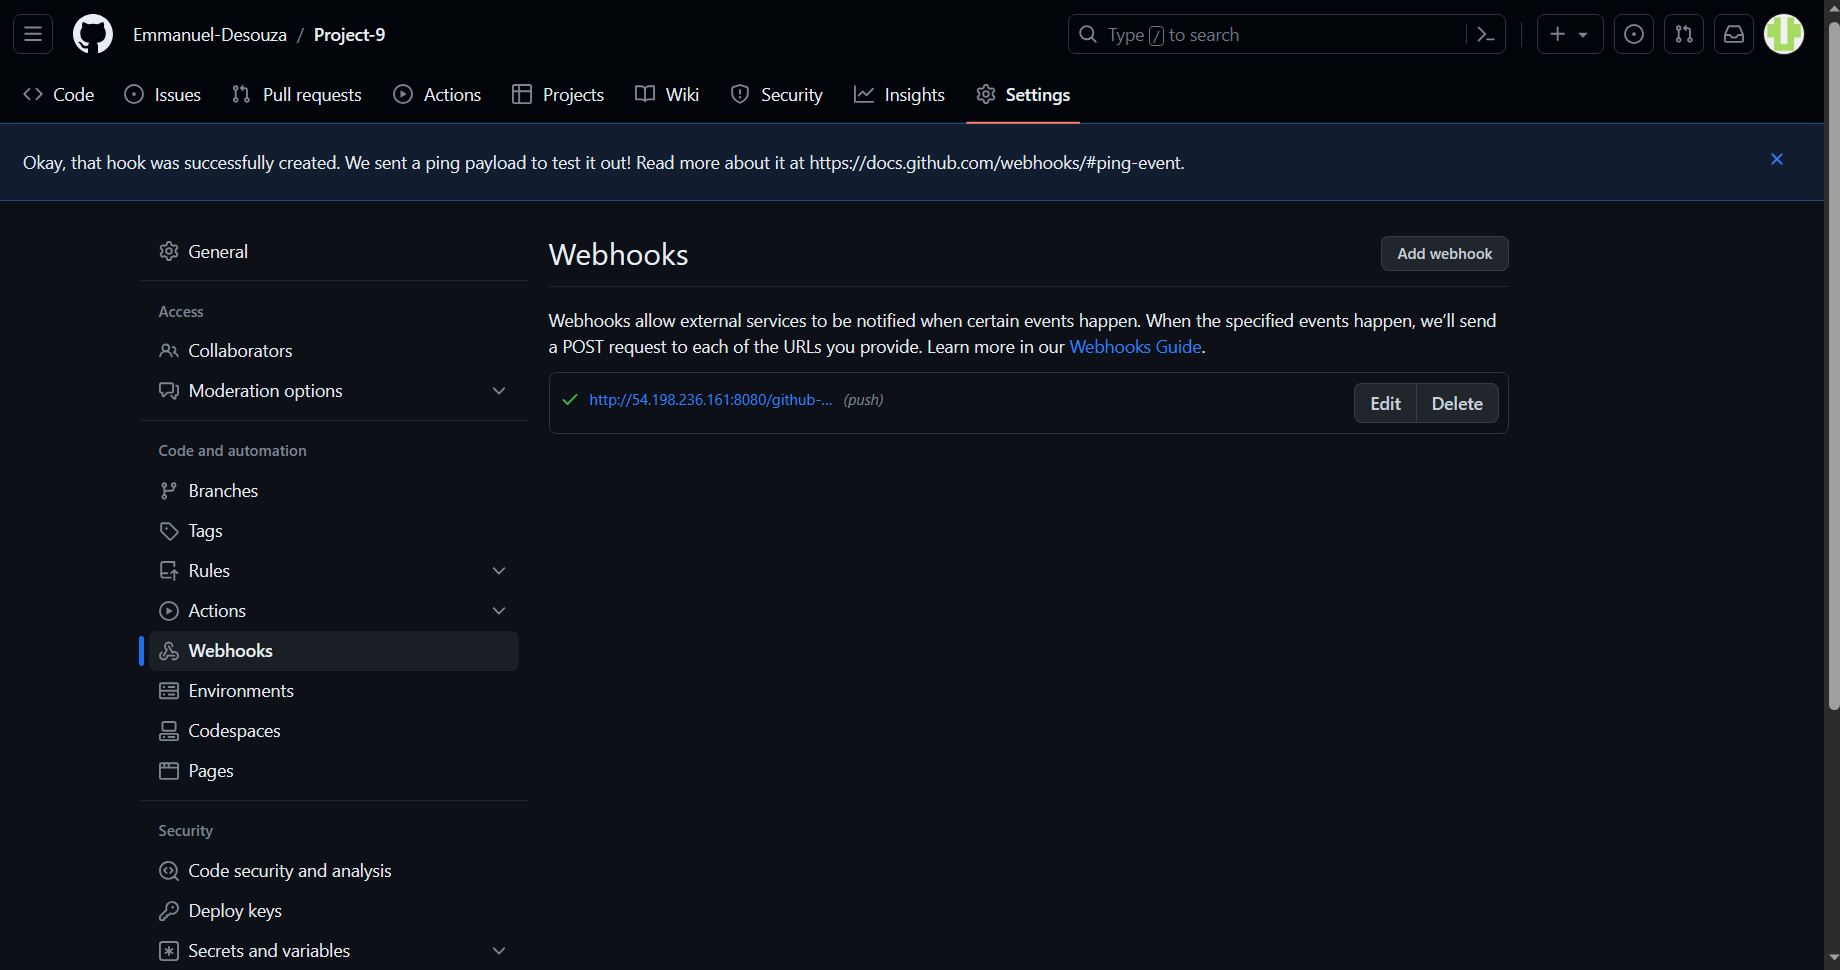 Emmanuel-Desouza / Project-9
Type / to search
Code Issues Pull requests Actions Projects Wiki Security Insights Settings
Okay, that hook was successfully created. We sent a ping payload to test it out! Read more about it at https://docs.github.com/webhooks/#ping-event.
General
Access
Collaborators
Moderation options
Code and automation
Branches
Tags
Rules
Actions
Webhooks
Environments
Codespaces
Pages
Security
Code security and analysis
Deploy keys
Secrets and variables
Webhooks
Add webhook
Webhooks allow external services to be notified when certain events happen. When the specified events happen, we’ll send
a POST request to each of the URLs you provide. Learn more in our Webhooks Guide.
http://54.198.236.161:8080/github-... (push)
Edit Delete